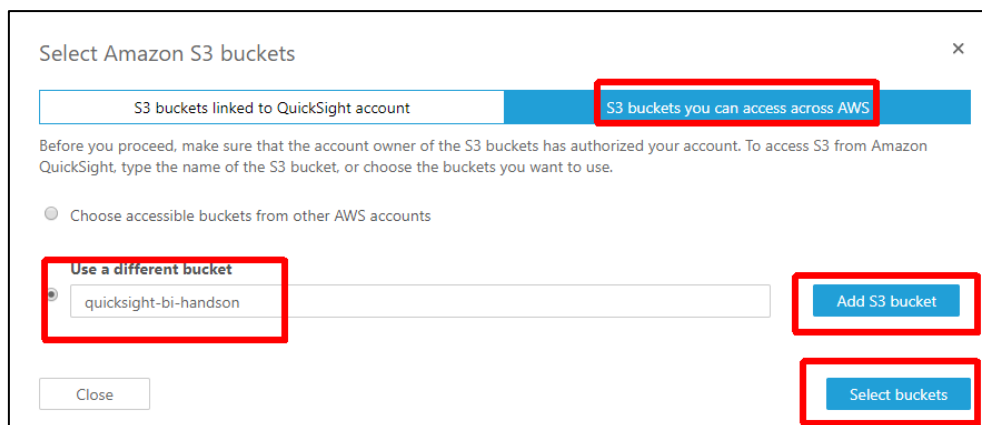 Select Amazon S3 buckets
×
S3 buckets linked to QuickSight account
S3 buckets you can access across AWS
Before you proceed, make sure that the account owner of the S3 buckets has authorized your account. To access S3 from Amazon
QuickSight, type the name of the S3 bucket, or choose the buckets you want to use.
Choose accessible buckets from other AWS accounts
Use a different bucket
quicksight-bi-handson
Add S3 bucket
Close
Select buckets